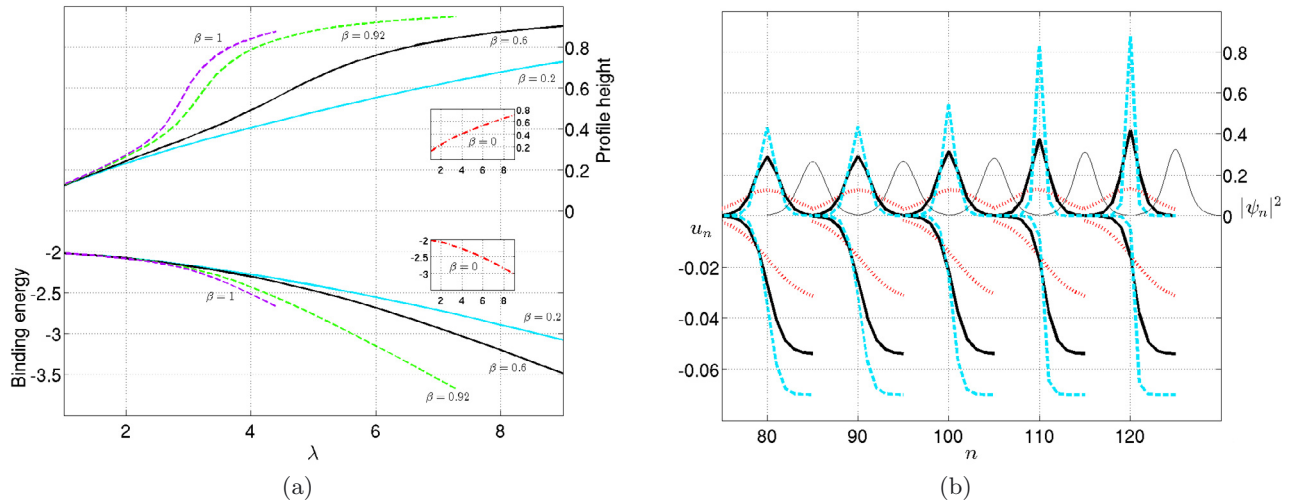 β = 1
β = 0.92
β = 0.6
β = 0.2
0.8
0.6
0.4
0.2
0
Profile height
0.8
0.6
0.4
0.2
β = 0
2 4 6 8
-2
-2.5
-3
-3.5
Binding energy
-2
-2.5
-3
β = 0
2 4 6 8
β = 1
β = 0.2
β = 0.6
β = 0.92
2 4 6 8
λ
(a)
0.8
0.6
0.4
0.2
0
|ψₙ|²
uₙ
-0.02
-0.04
-0.06
80 90 100 110 120
n
(b)